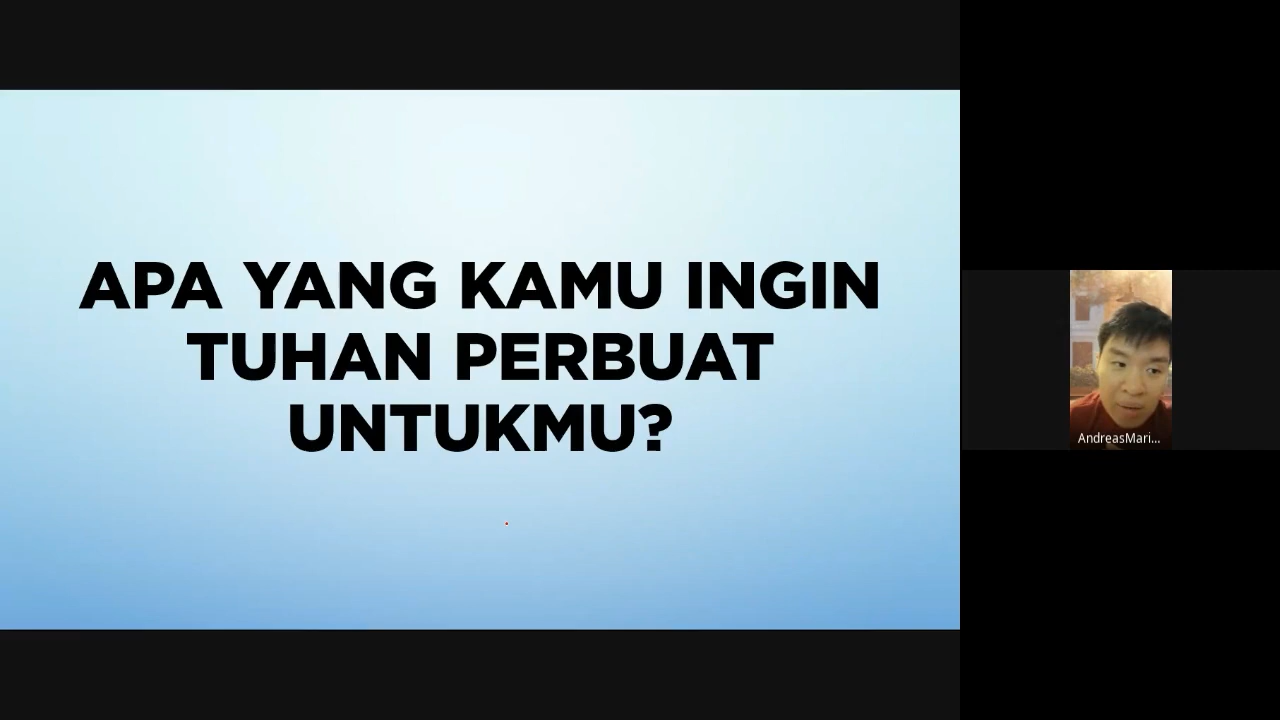 APA YANG KAMU INGIN
TUHAN PERBUAT
UNTUKMU?
AndreasMari...